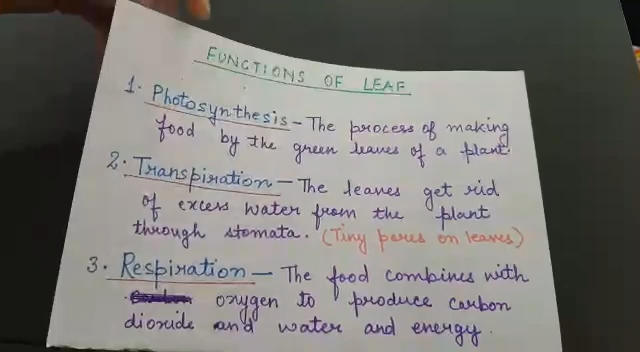 FUNCTIONS OF LEAF
1. Photosynthesis - The process of making
food by the green leaves of a plant.
2. Transpiration - The leaves get rid
of excess water from the plant
through stomata. (Tiny pores on leaves)
3. Respiration - The food combines with
oxygen to produce carbon
dioxide and water and energy.